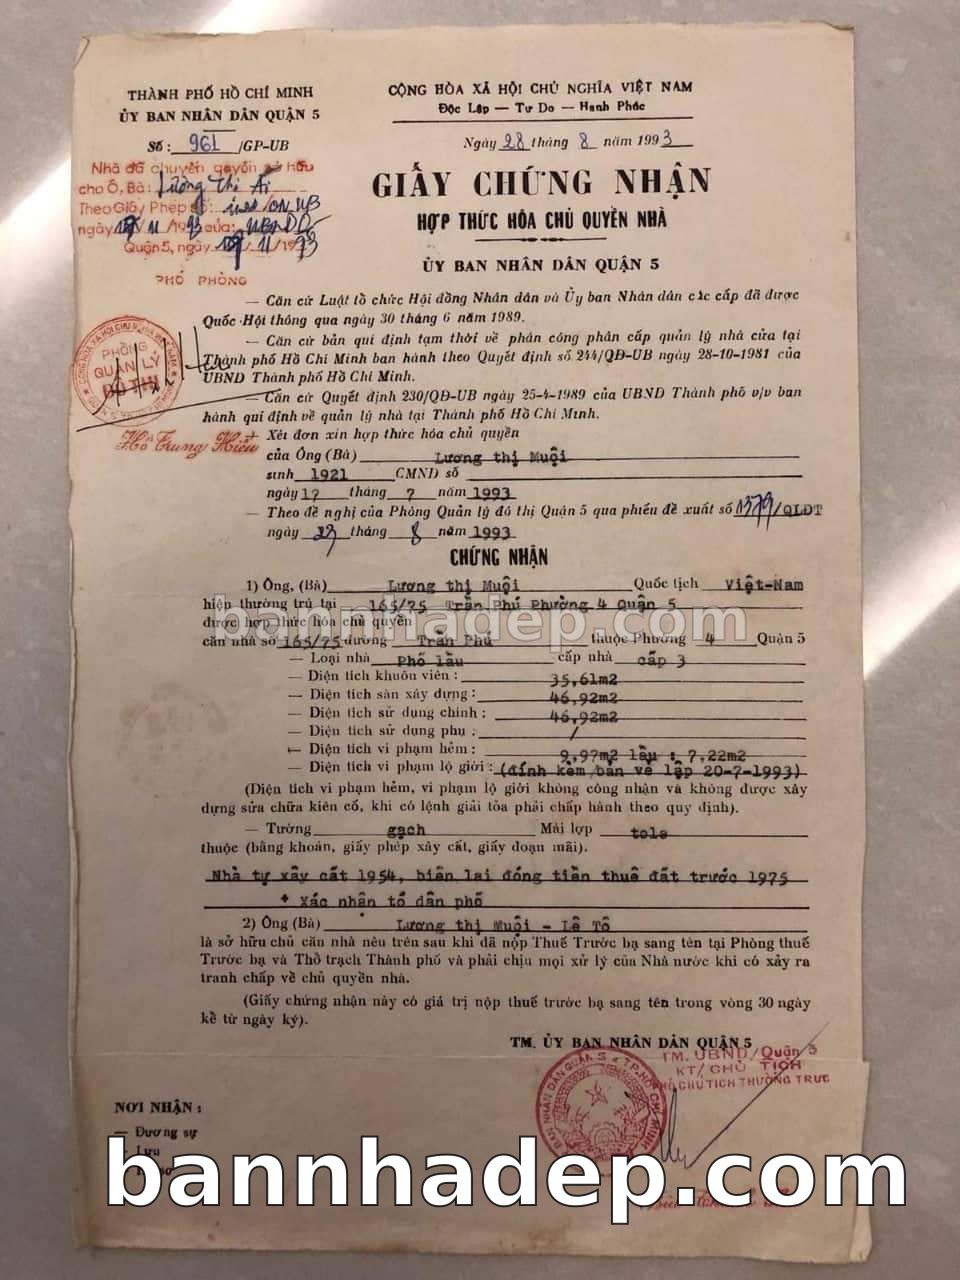 THÀNH PHỐ HỒ CHÍ MINH
ỦY BAN NHÂN DÂN QUẬN 5
Số: 961 /GP-UB
CỘNG HÒA XÃ HỘI CHỦ NGHĨA VIỆT NAM
Độc Lập — Tự Do — Hạnh Phúc
Ngày 28 tháng 8 năm 1993
Nhà đã chuyển quyền sở hữu
cho Ô, Bà: Lương Thị Ái
Theo Giấy Phép số:
ngày /11/1993 của: UBND
Quận 5, ngày /11/1993
PHÓ PHÒNG
PHÒNG
QUẢN LÝ
ĐÔ THỊ
Hồ Trung Hiếu
GIẤY CHỨNG NHẬN
HỢP THỨC HÓA CHỦ QUYỀN NHÀ
ỦY BAN NHÂN DÂN QUẬN 5
— Căn cứ Luật tổ chức Hội đồng Nhân dân và Ủy ban Nhân dân các cấp đã được
Quốc Hội thông qua ngày 30 tháng 6 năm 1989.
— Căn cứ bản qui định tạm thời về phân công phân cấp quản lý nhà cửa tại
Thành phố Hồ Chí Minh ban hành theo Quyết định số 244/QĐ-UB ngày 28-10-1981 của
UBND Thành phố Hồ Chí Minh.
— Căn cứ Quyết định 230/QĐ-UB ngày 25-4-1989 của UBND Thành phố v/v ban
hành qui định về quản lý nhà tại Thành phố Hồ Chí Minh.
+ Xét đơn xin hợp thức hóa chủ quyền
của Ông (Bà) Lương thị Muội
sinh 1921 CMND số
ngày 17 tháng 7 năm 1993
— Theo đề nghị của Phòng Quản lý đô thị Quận 5 qua phiếu đề xuất số 1379/QLĐT
ngày 27 tháng 8 năm 1993
CHỨNG NHẬN
1) Ông, (Bà) Lương thị Muội Quốc tịch Việt-Nam
hiện thường trú tại 165/75 Trần Phú Phường 4 Quận 5
được hợp thức hóa chủ quyền
căn nhà số 165/75 đường Trần Phú thuộc Phường 4 Quận 5
— Loại nhà Phố lầu cấp nhà cấp 3
— Diện tích khuôn viên : 35,61m2
— Diện tích sàn xây dựng : 46,92m2
— Diện tích sử dụng chính : 46,92m2
— Diện tích sử dụng phụ . /
— Diện tích vi phạm hẻm : 9,97m2 lầu : 7,22m2
— Diện tích vi phạm lộ giới : (đính kèm bản vẽ lập 20-7-1993)
(Diện tích vi phạm hẻm, vi phạm lộ giới không công nhận và không được xây
dựng sửa chữa kiên cố, khi có lệnh giải tỏa phải chấp hành theo quy định).
— Tường gạch Mái lợp tole
thuộc (bằng khoán, giấy phép xây cất, giấy đoạn mãi).
Nhà tự xây cất 1954, biên lai đóng tiền thuê đất trước 1975
+ Xác nhận tổ dân phố
2) Ông (Bà) Lương thị Muội - Lê Tô
là sở hữu chủ căn nhà nêu trên sau khi đã nộp Thuế Trước bạ sang tên tại Phòng thuế
Trước bạ và Thổ trạch Thành phố và phải chịu mọi xử lý của Nhà nước khi có xảy ra
tranh chấp về chủ quyền nhà.
(Giấy chứng nhận này có giá trị nộp thuế trước bạ sang tên trong vòng 30 ngày
kể từ ngày ký).
TM. ỦY BAN NHÂN DÂN QUẬN 5
TM. UBND/Quận 5
KT/ CHỦ TỊCH
PHÓ CHỦ TỊCH THƯỜNG TRỰC
NƠI NHẬN :
— Đương sự
— Lưu
bannhadep.com
bannhadep.com